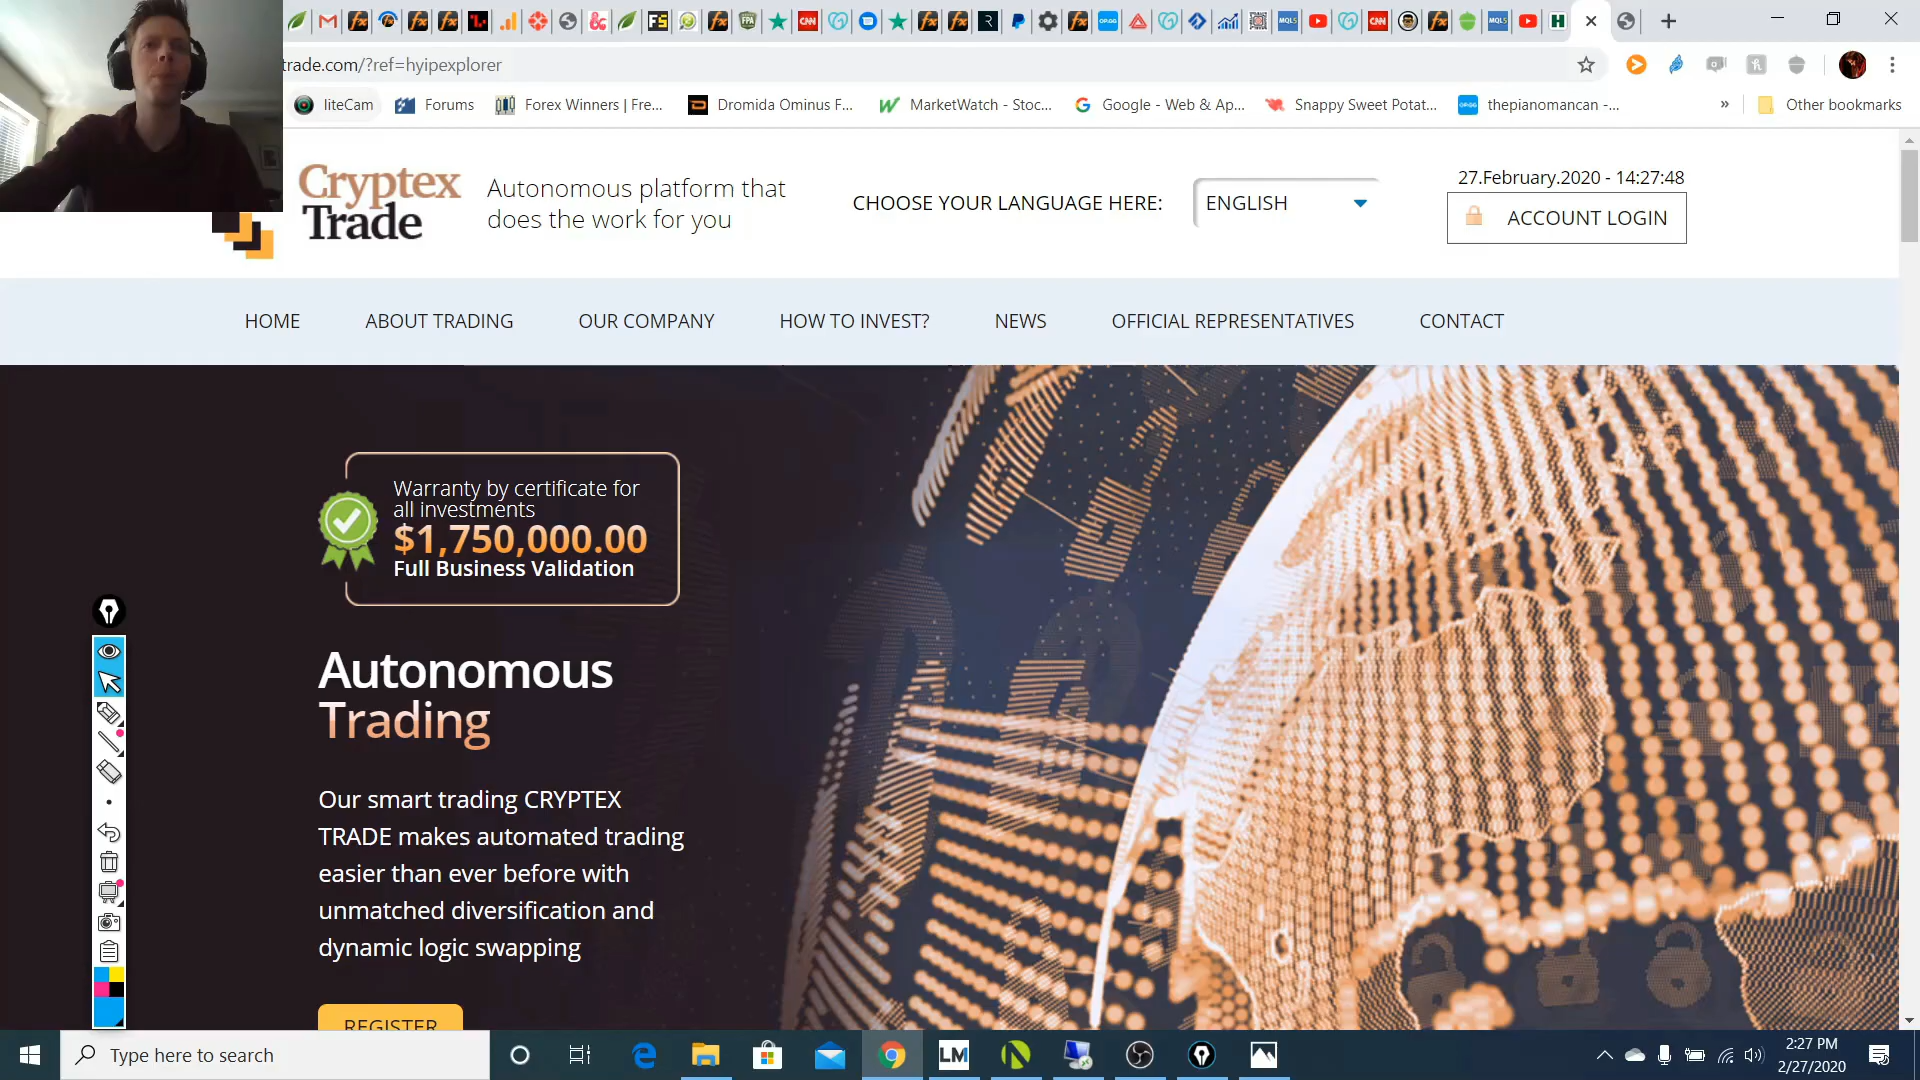 trade.com/?ref=hyipexplorer
liteCam
Forums
Forex Winners | Fre...
Dromida Ominus F...
MarketWatch - Stoc...
Google - Web & Ap...
Snappy Sweet Potat...
thepianomancan -...
»
Other bookmarks
Cryptex
Trade
Autonomous platform that
does the work for you
CHOOSE YOUR LANGUAGE HERE:
ENGLISH
27.February.2020 - 14:27:48
ACCOUNT LOGIN
HOME
ABOUT TRADING
OUR COMPANY
HOW TO INVEST?
NEWS
OFFICIAL REPRESENTATIVES
CONTACT
Warranty by certificate for
all investments
$1,750,000.00
Full Business Validation
Autonomous
Trading
Our smart trading CRYPTEX
TRADE makes automated trading
easier than ever before with
unmatched diversification and
dynamic logic swapping
REGISTER
Type here to search
LM
2:27 PM
2/27/2020